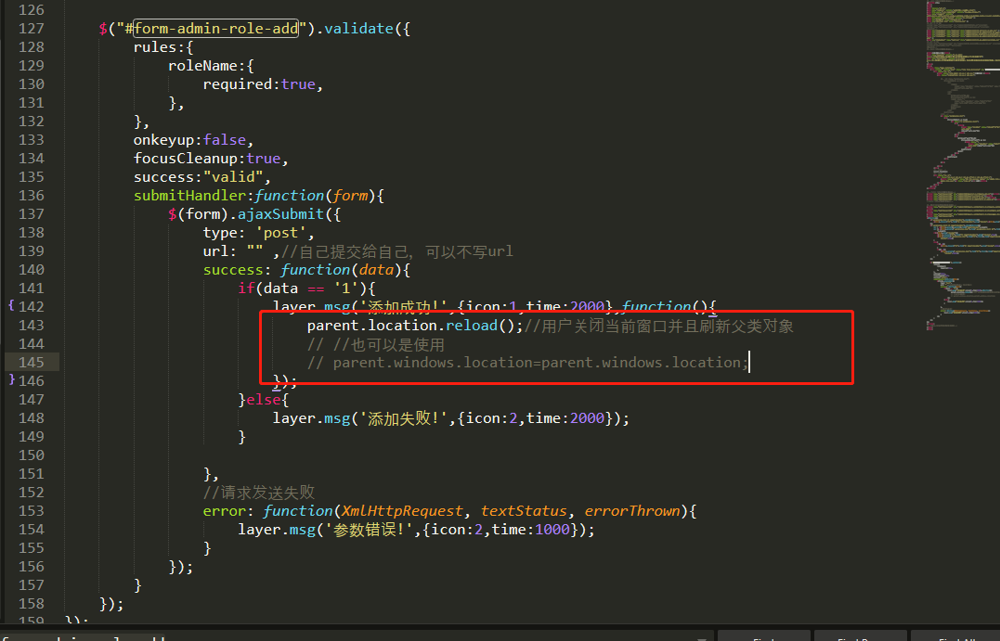 126
127 $("#form-admin-role-add").validate({
128 rules:{
129 roleName:{
130 required:true,
131 },
132 },
133 onkeyup:false,
134 focusCleanup:true,
135 success:"valid",
136 submitHandler:function(form){
137 $(form).ajaxSubmit({
138 type: 'post',
139 url: "" ,//自己提交给自己, 可以不写url
140 success: function(data){
141 if(data == '1'){
{ 142 layer.msg('添加成功!',{icon:1,time:2000},function(){
143 parent.location.reload();//用户关闭当前窗口并且刷新父类对象
144 // //也可以是使用
145 // parent.windows.location=parent.windows.location;
} 146 });
147 }else{
148 layer.msg('添加失败!',{icon:2,time:2000});
149 }
150
151 },
152 //请求发送失败
153 error: function(XmlHttpRequest, textStatus, errorThrown){
154 layer.msg('参数错误!',{icon:2,time:1000});
155 }
156 });
157 }
158 });
159 });